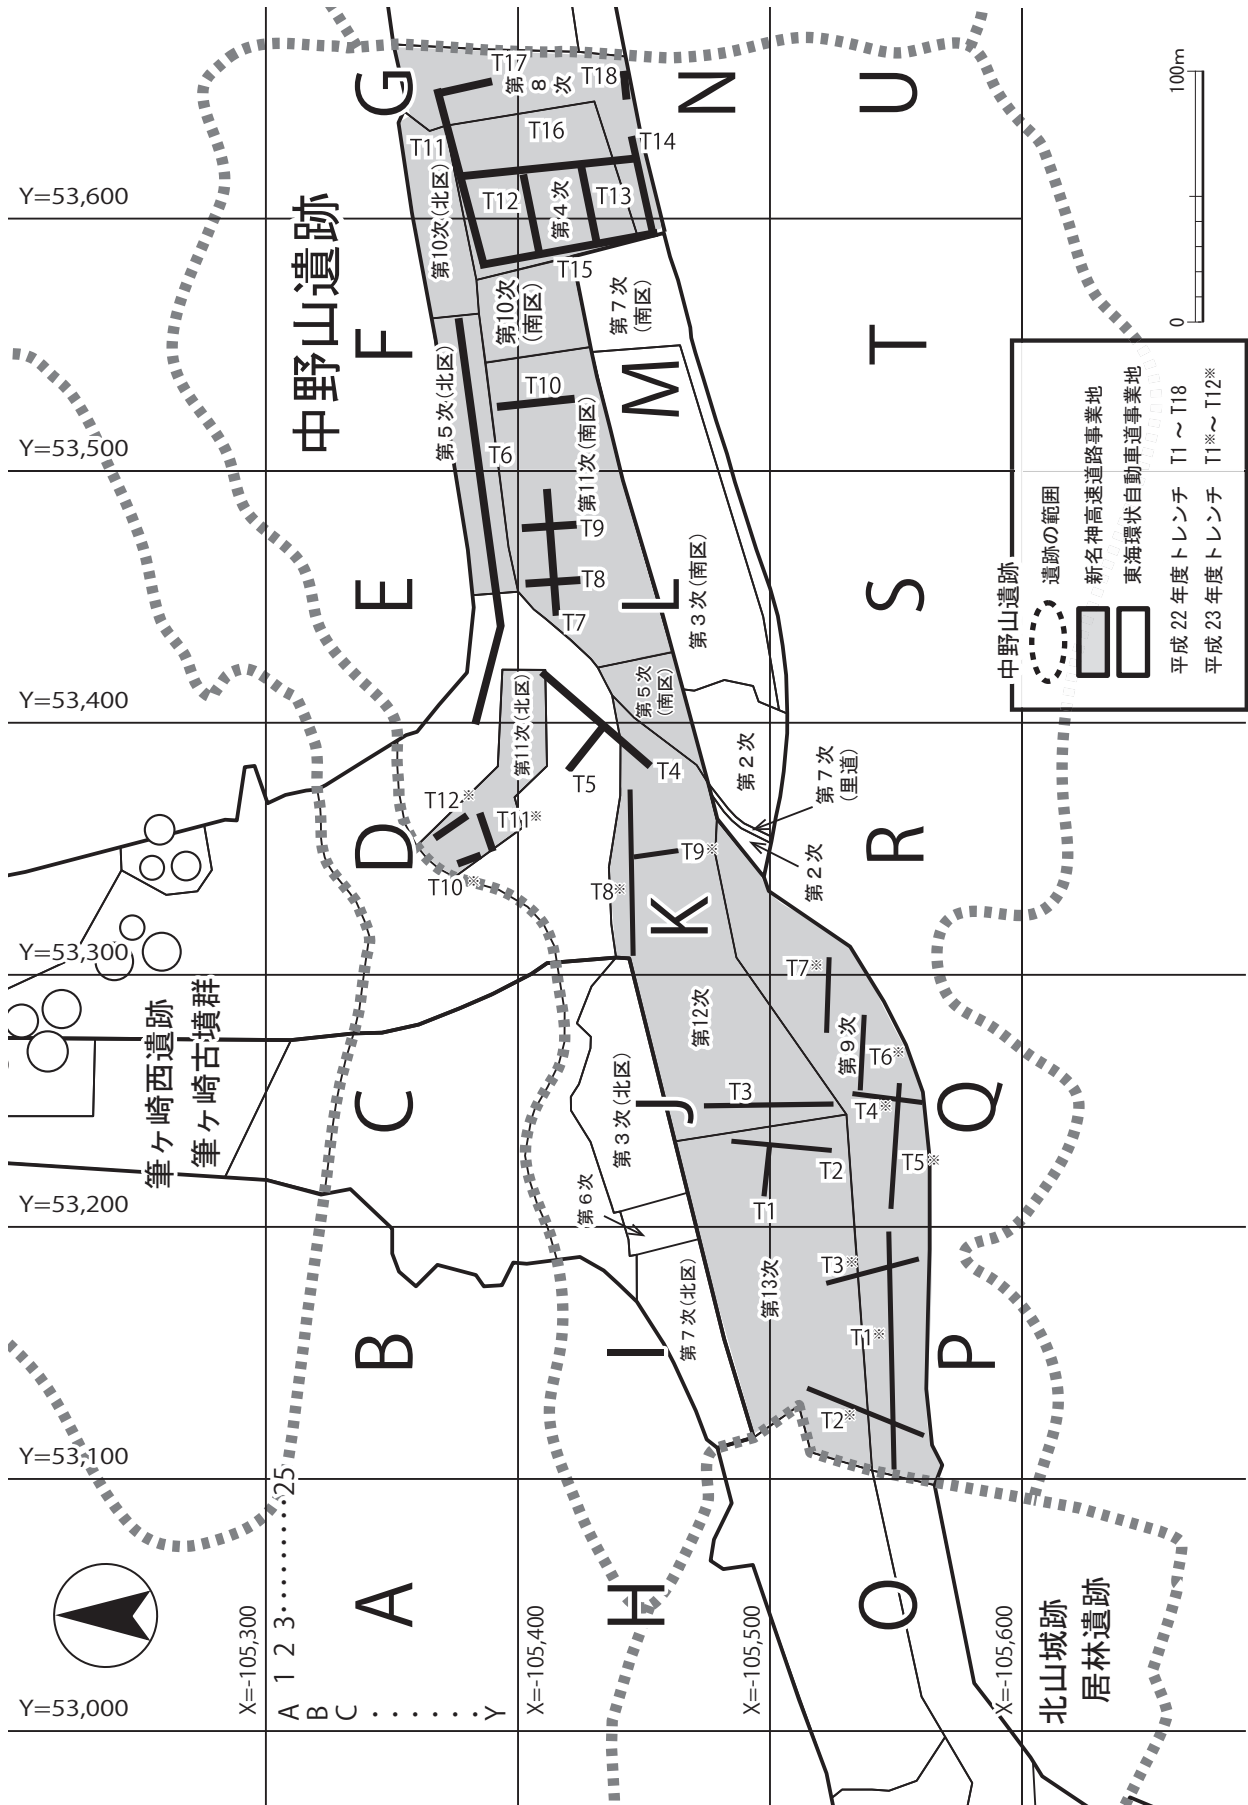 Y=53,600
Y=53,500
Y=53,400
Y=53,300
Y=53,200
Y=53,100
Y=53,000
X=-105,300
X=-105,400
X=-105,500
X=-105,600
A
B
C
D
E
F
G
H
I
J
K
L
M
N
O
P
Q
R
S
T
U
1 2 3・・・・・・・・・25
A
B
C
・・・・・・
Y
中野山遺跡
筆ヶ崎西遺跡
筆ヶ崎古墳群
北山城跡
居林遺跡
第10次(北区)
第8次
第4次
第10次
(南区)
第7次
(南区)
第5次(北区)
第11次(南区)
第3次(南区)
第5次
(南区)
第11次(北区)
第2次
第7次
(里道)
第2次
第12次
第9次
第3次(北区)
第6次
第7次(北区)
第13次
T17
T18
T16
T11
T14
T12
T13
T15
T10
T6
T9
T8
T7
T5
T4
T12※
T11※
T10※
T9※
T8※
T7※
T6※
T4※
T5※
T3
T2
T1
T3※
T1※
T2※
0
100m
中野山遺跡
遺跡の範囲
新名神高速道路事業地
東海環状自動車道事業地
平成22年度トレンチ T1～T18
平成23年度トレンチ T1※～T12※